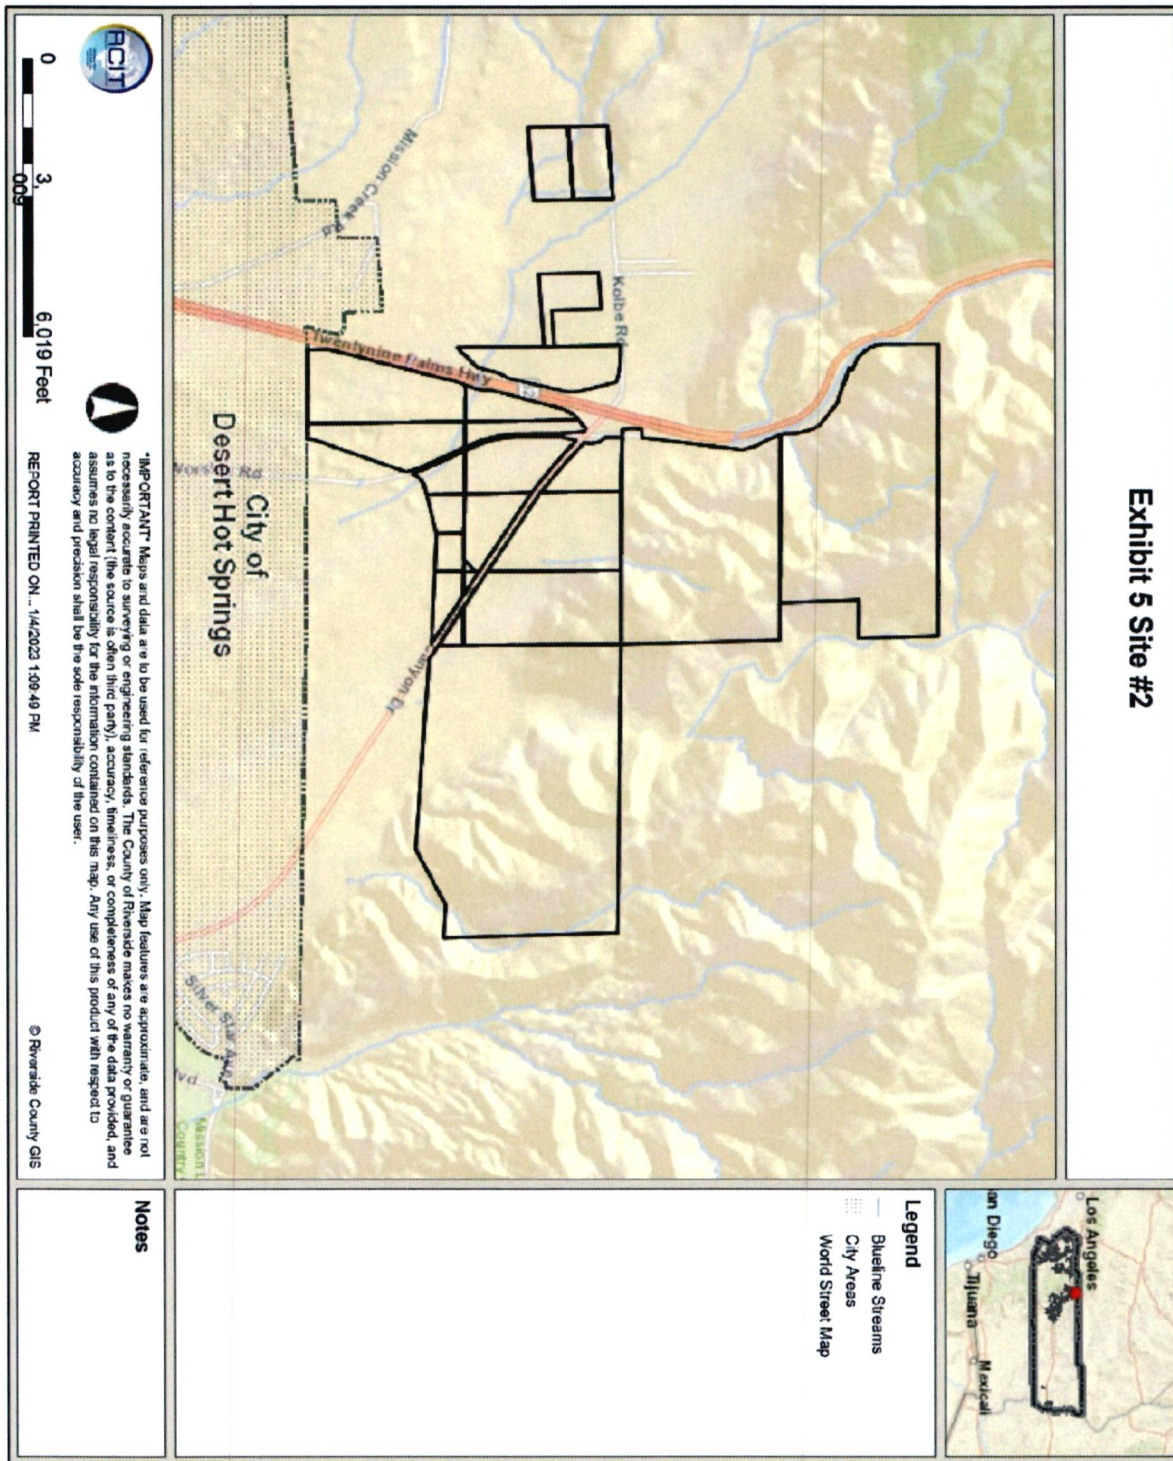 Exhibit 5 Site #2
Los Angeles
an Diego
Tijuana
Mexicali
Legend
Blueline Streams
City Areas
World Street Map
Kolbe Rd
Mission Creek Rd
Twentynine Palms Hwy
62
anyon Dr
City of
Desert Hot Springs
Silver Star Ave
Mission L
Country
RCIT
0
3,
009
6,019 Feet
*IMPORTANT* Maps and data are to be used for reference purposes only. Map features are approximate, and are not
necessarily accurate to surveying or engineering standards. The County of Riverside makes no warranty or guarantee
as to the content (the source is often third party), accuracy, timeliness, or completeness of any of the data provided, and
assumes no legal responsibility for the information contained on this map. Any use of this product with respect to
accuracy and precision shall be the sole responsibility of the user.
REPORT PRINTED ON... 1/4/2023 1:09:49 PM
© Riverside County GIS
Notes